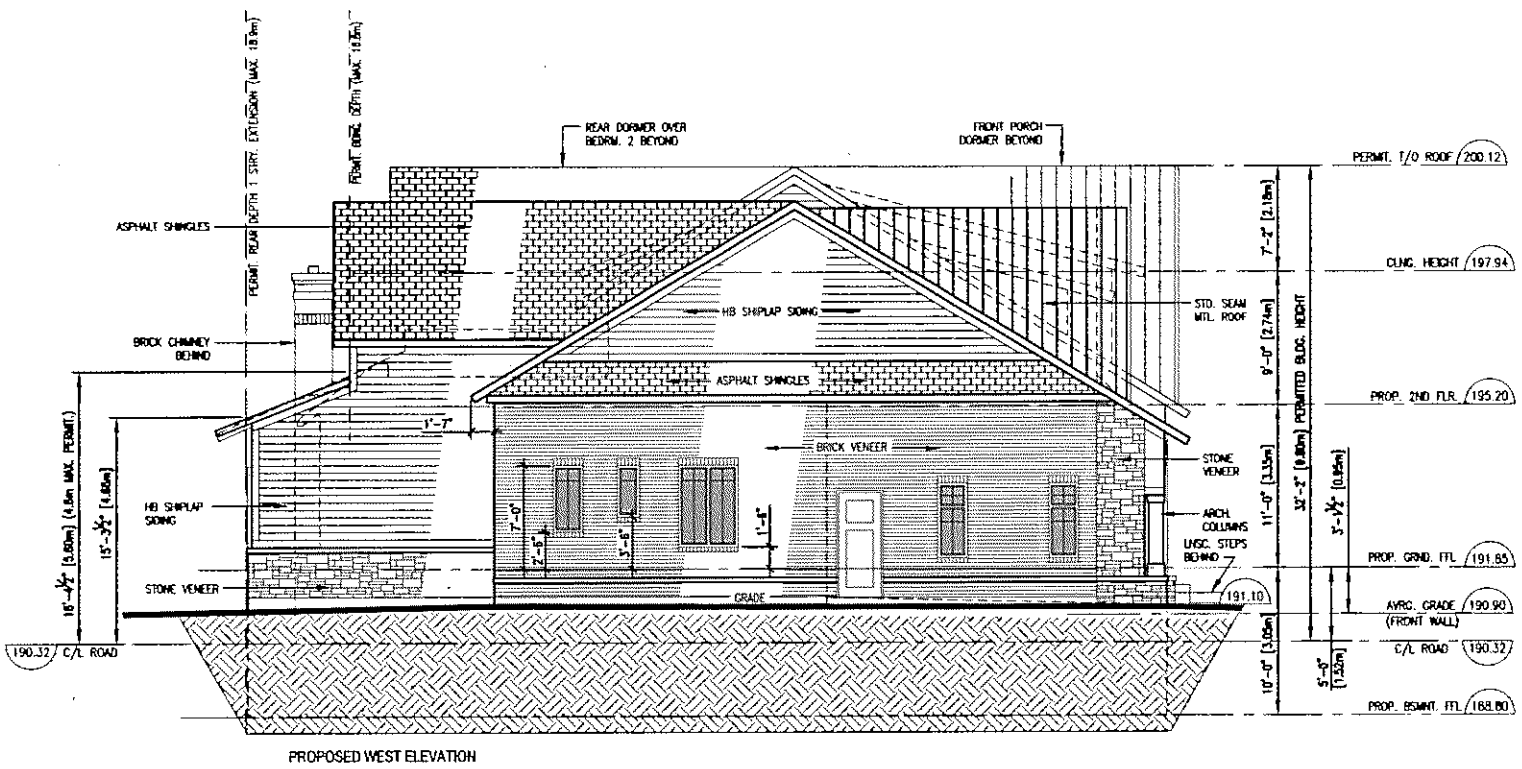 PERMIT. REAR DEPTH 1 STRY. EXTENSION (MAX. 18.9m)
PERMIT. BLDG. DEPTH (MAX. 16.8m)
REAR DORMER OVER
BEDRM. 2 BEYOND
FRONT PORCH
DORMER BEYOND
PERMIT. T/O ROOF 200.12
ASPHALT SHINGLES
7'-2" [2.18m]
CLNG. HEIGHT 197.94
HB SHIPLAP SIDING
STD. SEAM
MTL. ROOF
BRICK CHIMNEY
BEHIND
9'-0" [2.74m]
32'-2" [9.80m] PERMITTED BLDG. HEIGHT
ASPHALT SHINGLES
PROP. 2ND FLR. 195.20
1'-7"
16'-4½" [5.00m] (4.8m MAX. PERMIT.)
15'-3½" [4.66m]
BRICK VENEER
STONE
VENEER
11'-0" [3.35m]
3'-1½" [0.95m]
HB SHIPLAP
SIDING
7'-0"
2'-6"
3'-6"
1'-6"
ARCH.
COLUMNS
LNSC. STEPS
BEHIND
PROP. GRND. FFL 191.85
STONE VENEER
GRADE
191.10
AVRG. GRADE 190.90
(FRONT WALL)
190.32 C/L ROAD
C/L ROAD 190.32
10'-0" [3.05m]
5'-0"
[1.52m]
PROP. BSMNT. FFL 188.80
PROPOSED WEST ELEVATION